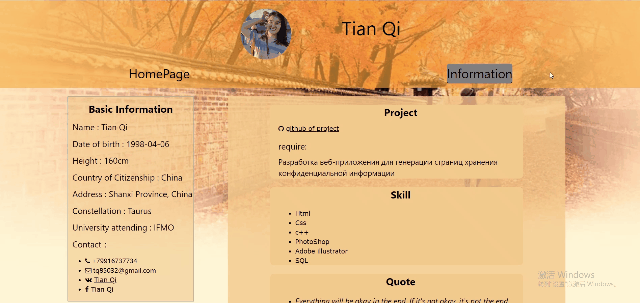 Tian Qi
HomePage
Information
Basic Information
Name : Tian Qi
Date of birth : 1998-04-06
Height : 160cm
Country of Citizenship : China
Address : Shanxi Province, China
Constellation : Taurus
University attending : IFMO
Contact :
+79916737734
tq85032@gmail.com
Tian Qi
Tian Qi
Project
github of project
require:
Разработка веб-приложения для генерации страниц хранения
конфиденциальной информации
Skill
Html
Css
c++
PhotoShop
Adobe illustrator
SQL
Quote
Everything will be okay in the end. If it's not okay, it's not the end.
激活 Windows
转到"设置"以激活 Windows。